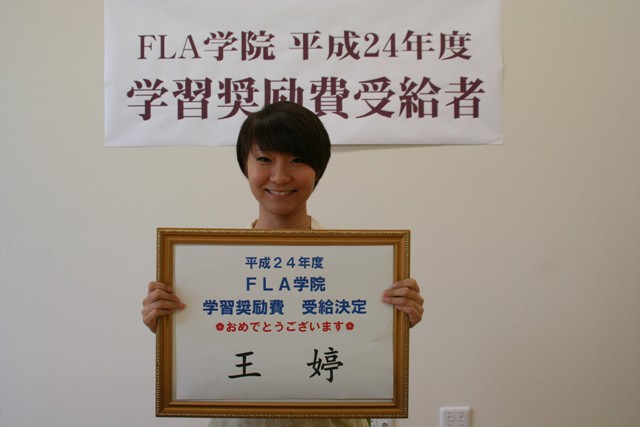 FLA学院 平成24年度
学習奨励費受給者
平成２４年度
ＦＬＡ学院
学習奨励費　受給決定
おめでとうございます
王　婷